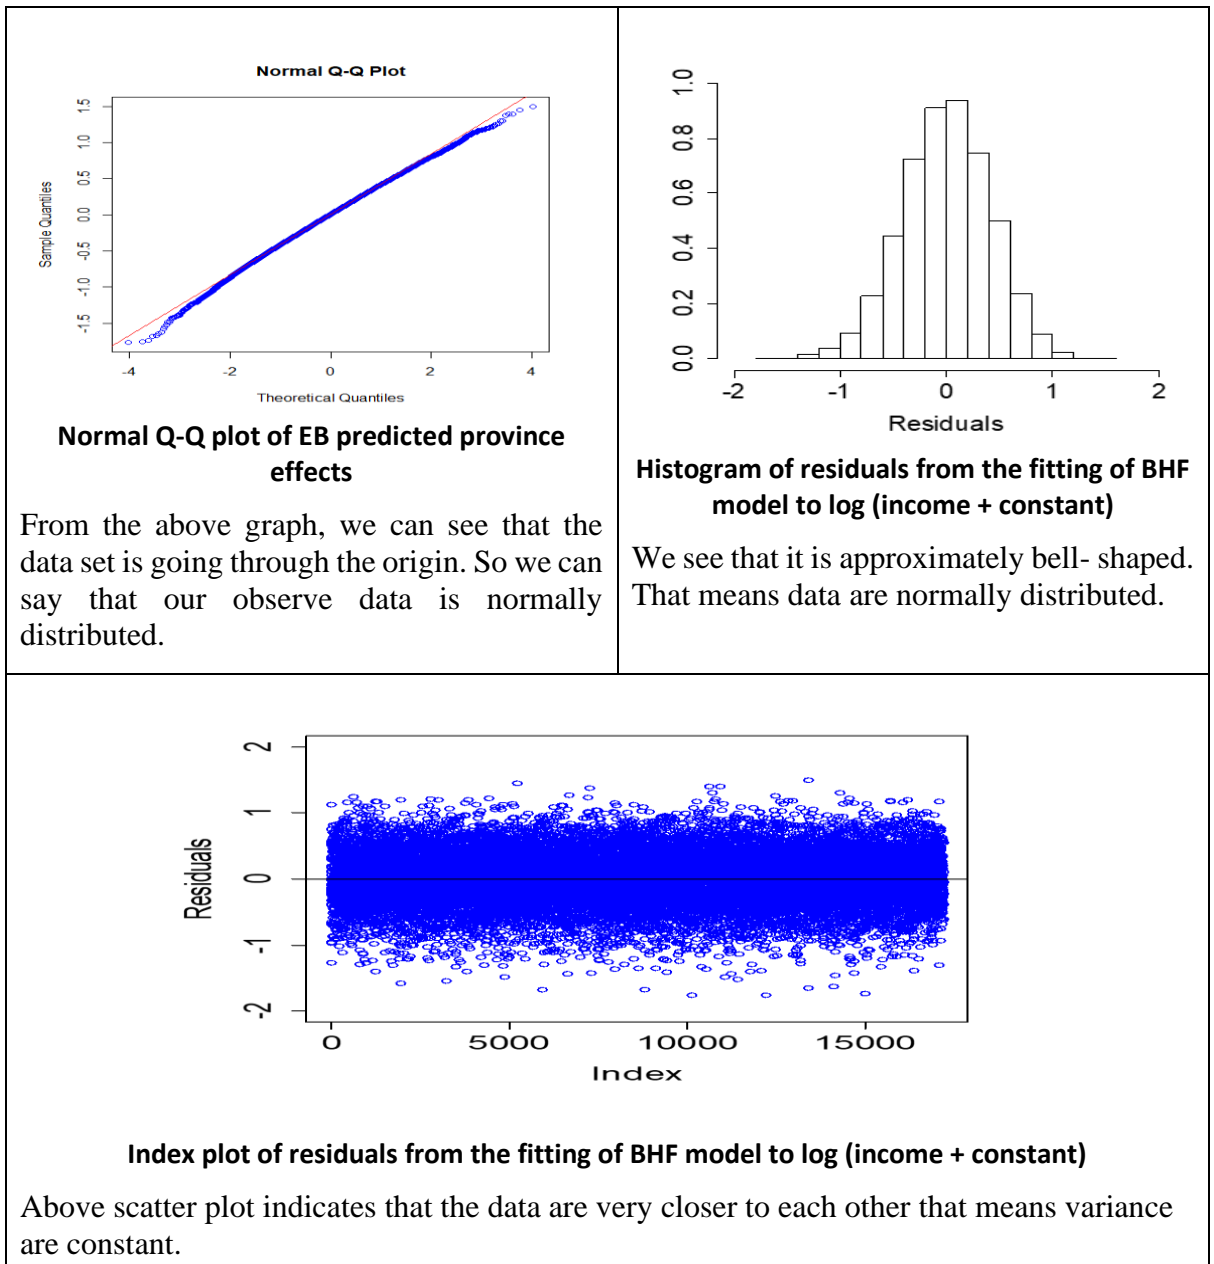 Normal Q-Q Plot
1.5
1.0
0.5
0.0
-0.5
-1.0
-1.5
Sample Quantiles
-4 -2 0 2 4
Theoretical Quantiles
Normal Q-Q plot of EB predicted province
effects
From the above graph, we can see that the
data set is going through the origin. So we can
say that our observe data is normally
distributed.
1.0
0.8
0.6
0.4
0.2
0.0
-2 -1 0 1 2
Residuals
Histogram of residuals from the fitting of BHF
model to log (income + constant)
We see that it is approximately bell- shaped.
That means data are normally distributed.
2
1
0
-1
-2
Residuals
0 5000 10000 15000
Index
Index plot of residuals from the fitting of BHF model to log (income + constant)
Above scatter plot indicates that the data are very closer to each other that means variance
are constant.